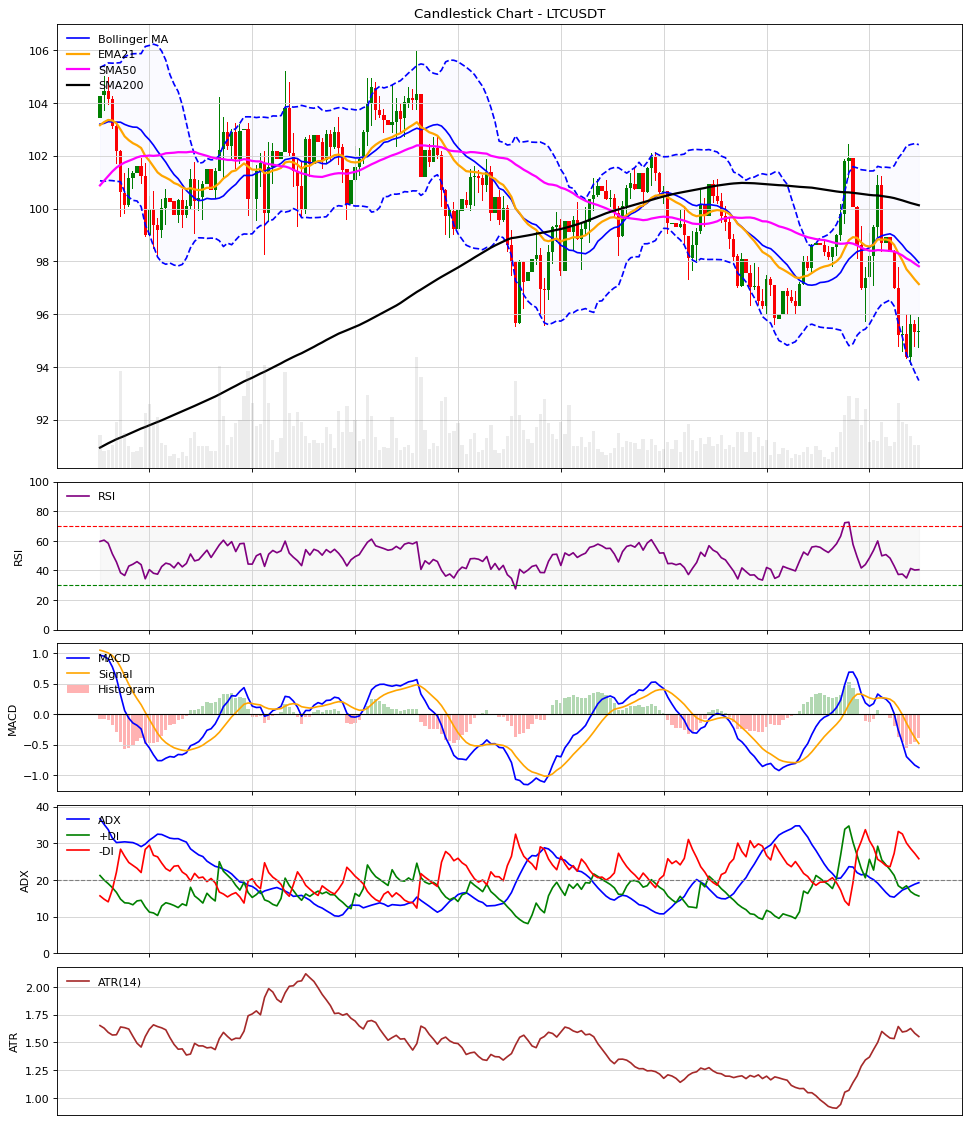 Candlestick Chart - LTCUSDT
Bollinger MA
EMA21
SMA50
SMA200
106
104
102
100
98
96
94
92
RSI
RSI
100
80
60
40
20
0
MACD
Signal
Histogram
MACD
1.0
0.5
0.0
−0.5
−1.0
ADX
+DI
-DI
ADX
40
30
20
10
0
ATR(14)
ATR
2.00
1.75
1.50
1.25
1.00